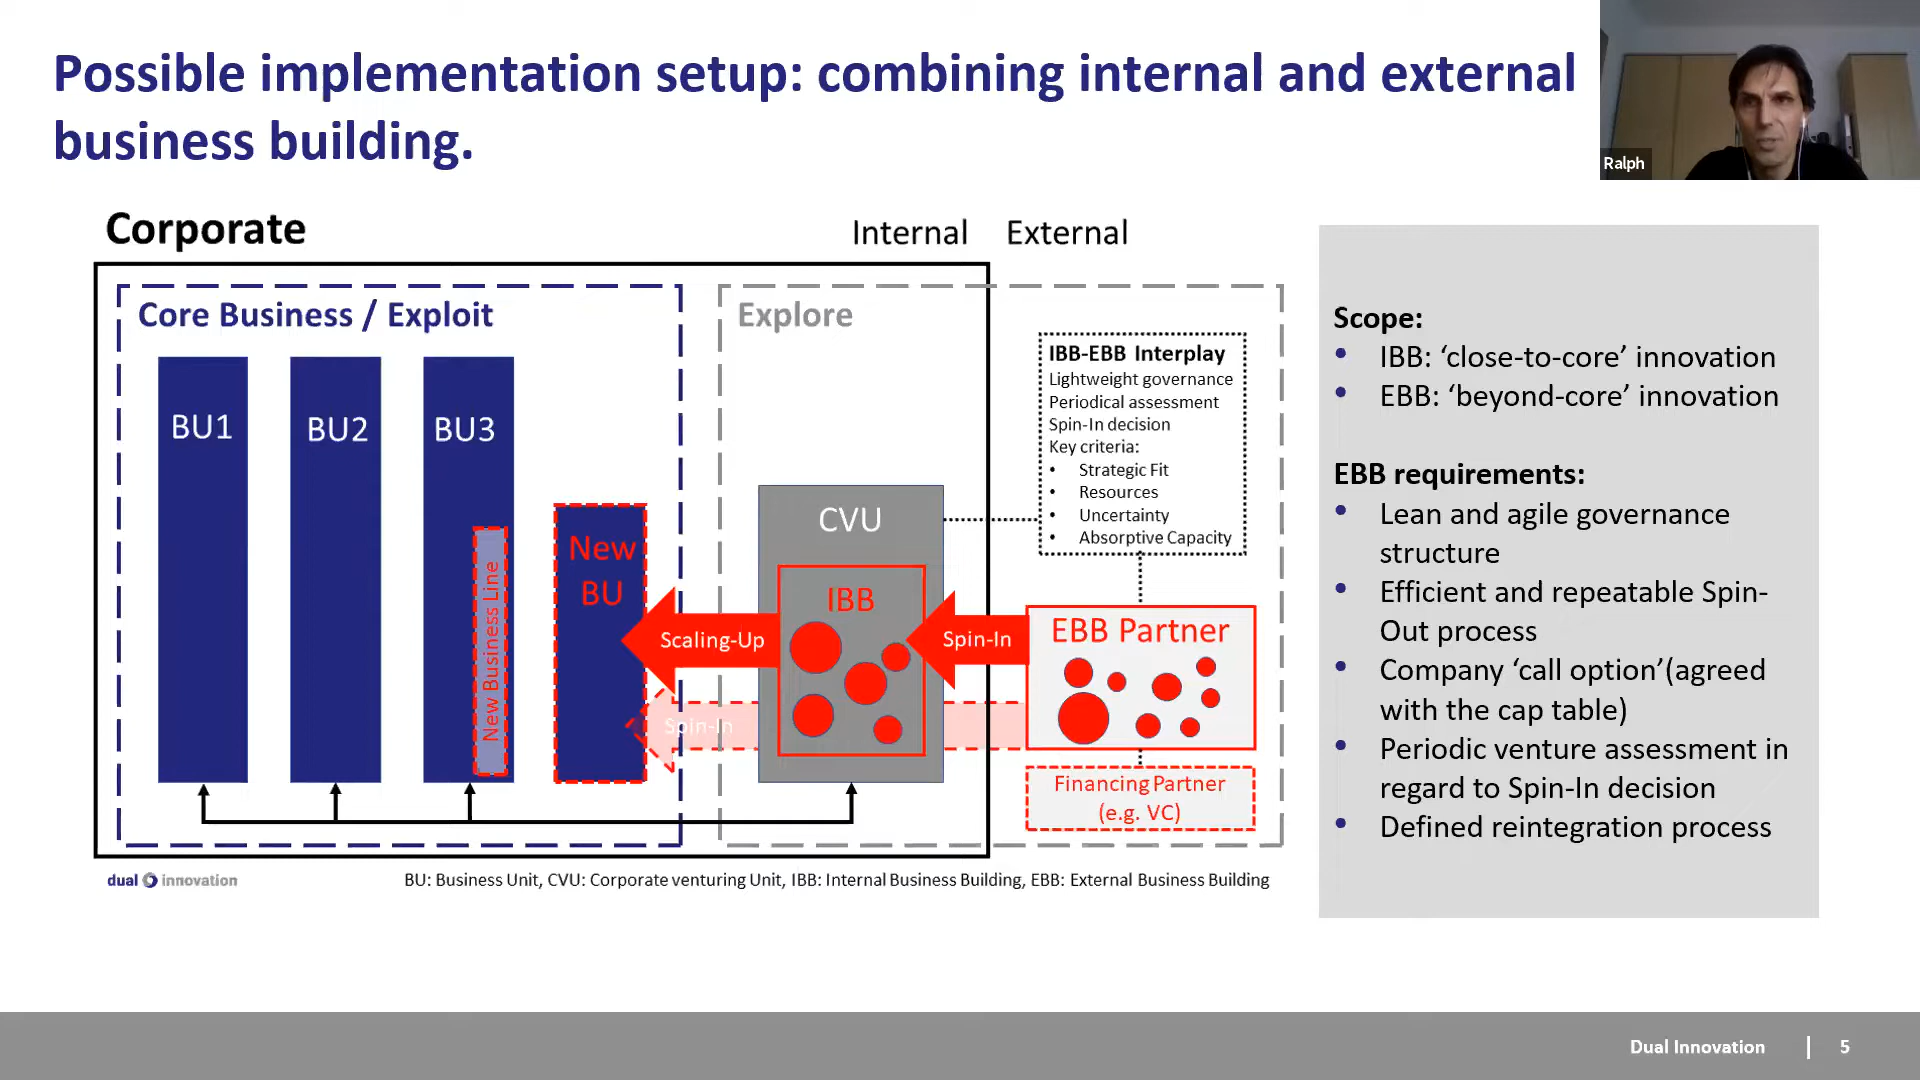 Possible implementation setup: combining internal and external
business building.
Ralph
Corporate
Internal
External
Core Business / Exploit
Explore
BU1
BU2
BU3
New Business Line
New
BU
Scaling-Up
Spin-In
CVU
IBB
Spin-In
IBB-EBB Interplay
Lightweight governance
Periodical assessment
Spin-In decision
Key criteria:
• Strategic Fit
• Resources
• Uncertainty
• Absorptive Capacity
EBB Partner
Financing Partner
(e.g. VC)
dual innovation
BU: Business Unit, CVU: Corporate venturing Unit, IBB: Internal Business Building, EBB: External Business Building
Scope:
• IBB: ‘close-to-core’ innovation
• EBB: ‘beyond-core’ innovation
EBB requirements:
• Lean and agile governance
structure
• Efficient and repeatable Spin-
Out process
• Company ‘call option’(agreed
with the cap table)
• Periodic venture assessment in
regard to Spin-In decision
• Defined reintegration process
Dual Innovation | 5